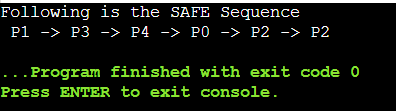 Following is the SAFE Sequence
P1 -> P3 -> P4 -> P0 -> P2 -> P2
...Program finished with exit code 0
Press ENTER to exit console.